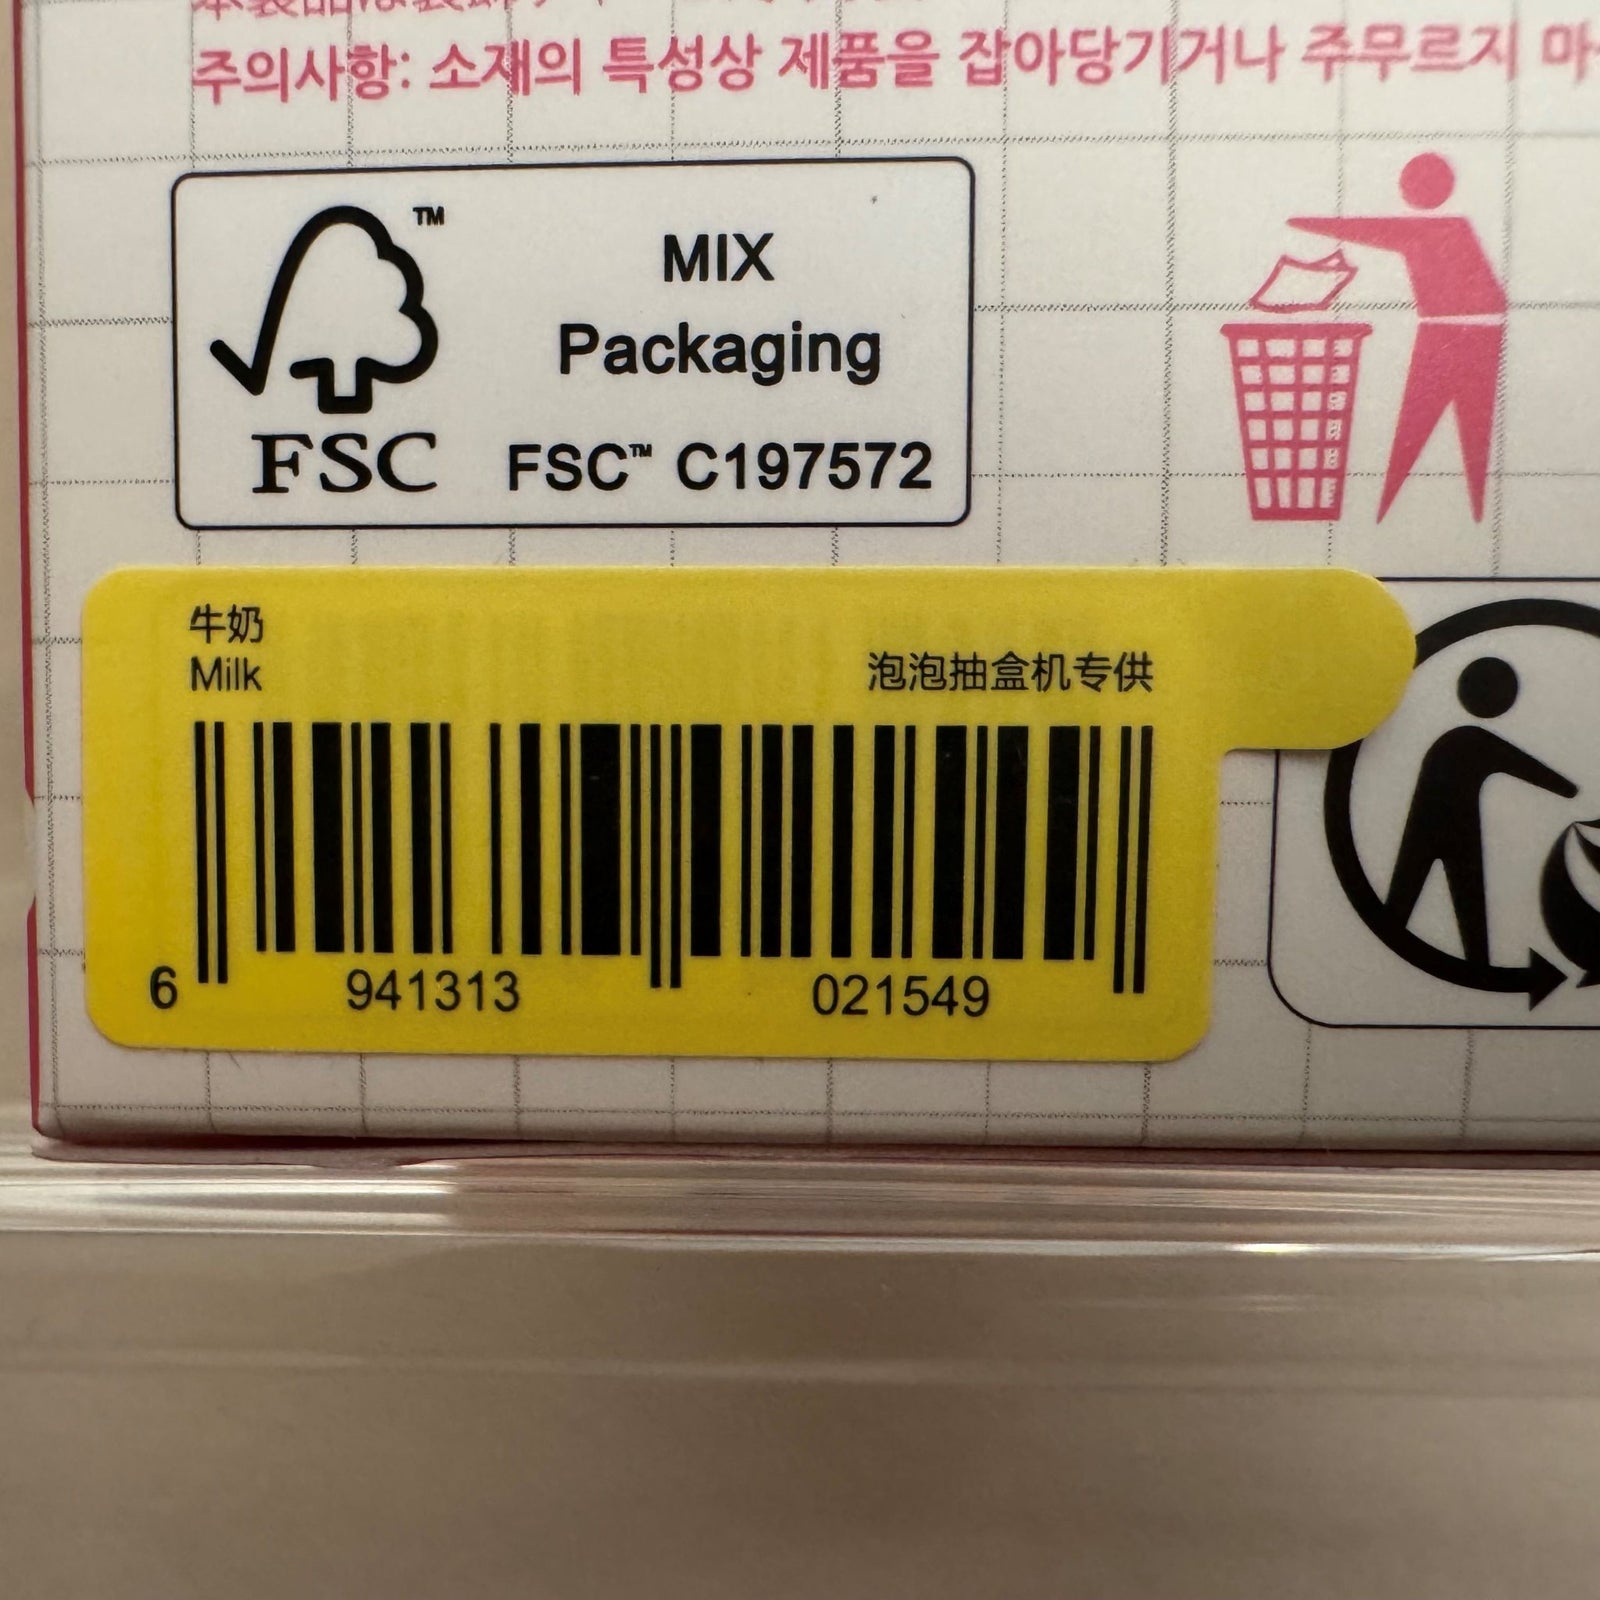 주의사항: 소재의 특성상 제품을 잡아당기거나 주무르지 마
TM
MIX
Packaging
FSC
FSC™ C197572
牛奶
Milk
泡泡抽盒机专供
6 941313 021549